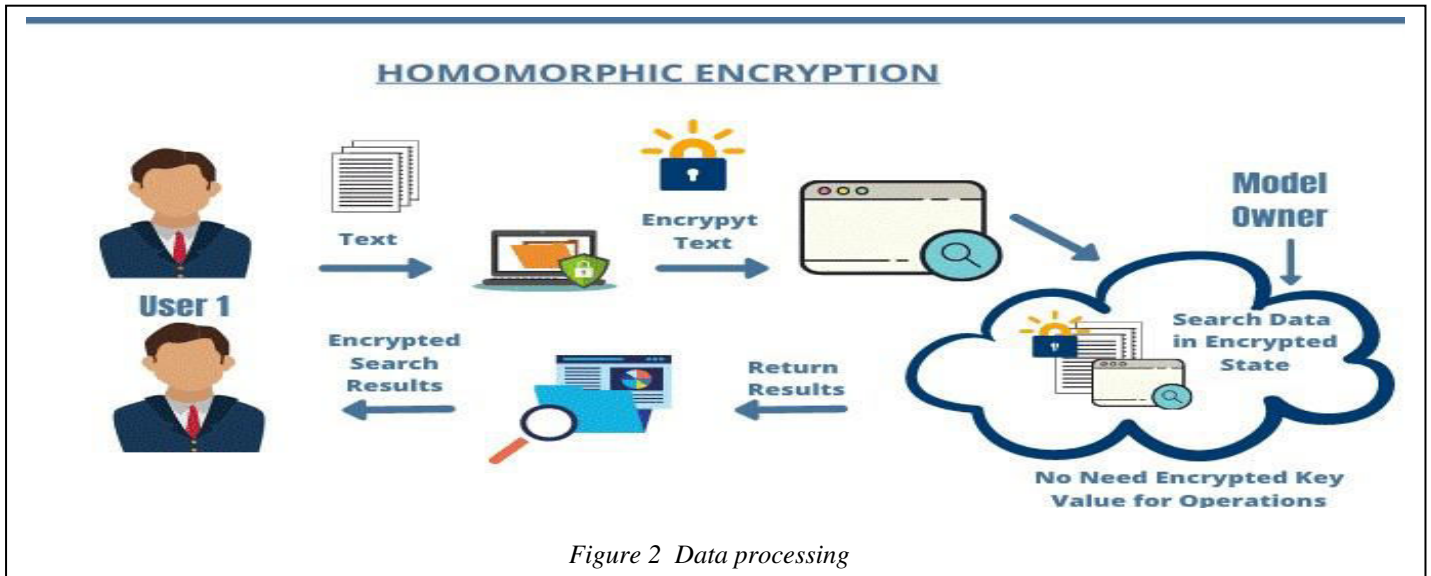 HOMOMORPHIC ENCRYPTION
Text
Encrypyt
Text
Model
Owner
User 1
Search Data
in Encrypted
State
Encrypted
Search
Results
Return
Results
No Need Encrypted Key
Value for Operations
Figure 2 Data processing